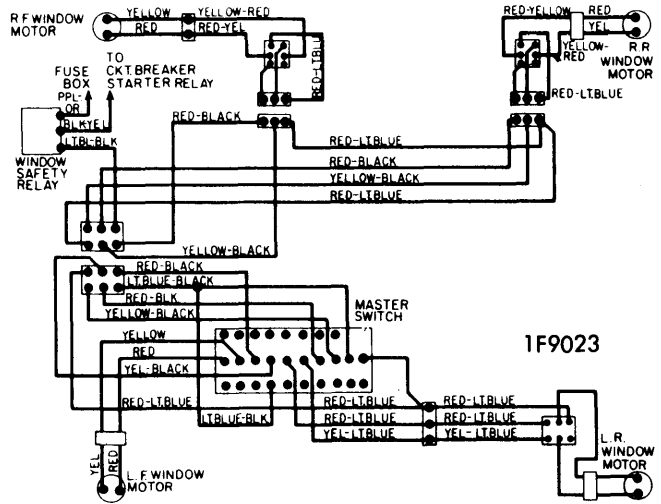 R F WINDOW
MOTOR
YELLOW
RED
YELLOW-RED
RED-YEL
RED-LT.BLUE
RED-YELLOW
RED
YEL
YELLOW-
RED
R R
WINDOW
MOTOR
RED-LT.BLUE
TO
CKT. BREAKER
STARTER RELAY
FUSE
BOX
PPL-
OR
BLK-YEL
LT.BL-BLK
WINDOW
SAFETY
RELAY
RED-BLACK
RED-LT.BLUE
RED-BLACK
YELLOW-BLACK
RED-LT.BLUE
YELLOW-BLACK
RED-BLACK
LT.BLUE-BLACK
RED-BLK
YELLOW-BLACK
MASTER
SWITCH
1F9023
YELLOW
RED
YEL-BLACK
RED-LT.BLUE
LT.BLUE-BLK
RED-LT.BLUE
RED-LT.BLUE
RED-LT.BLUE
RED-LT.BLUE
YEL-LT.BLUE
YEL-LT.BLUE
L.R.
WINDOW
MOTOR
YEL
RED
L.F. WINDOW
MOTOR